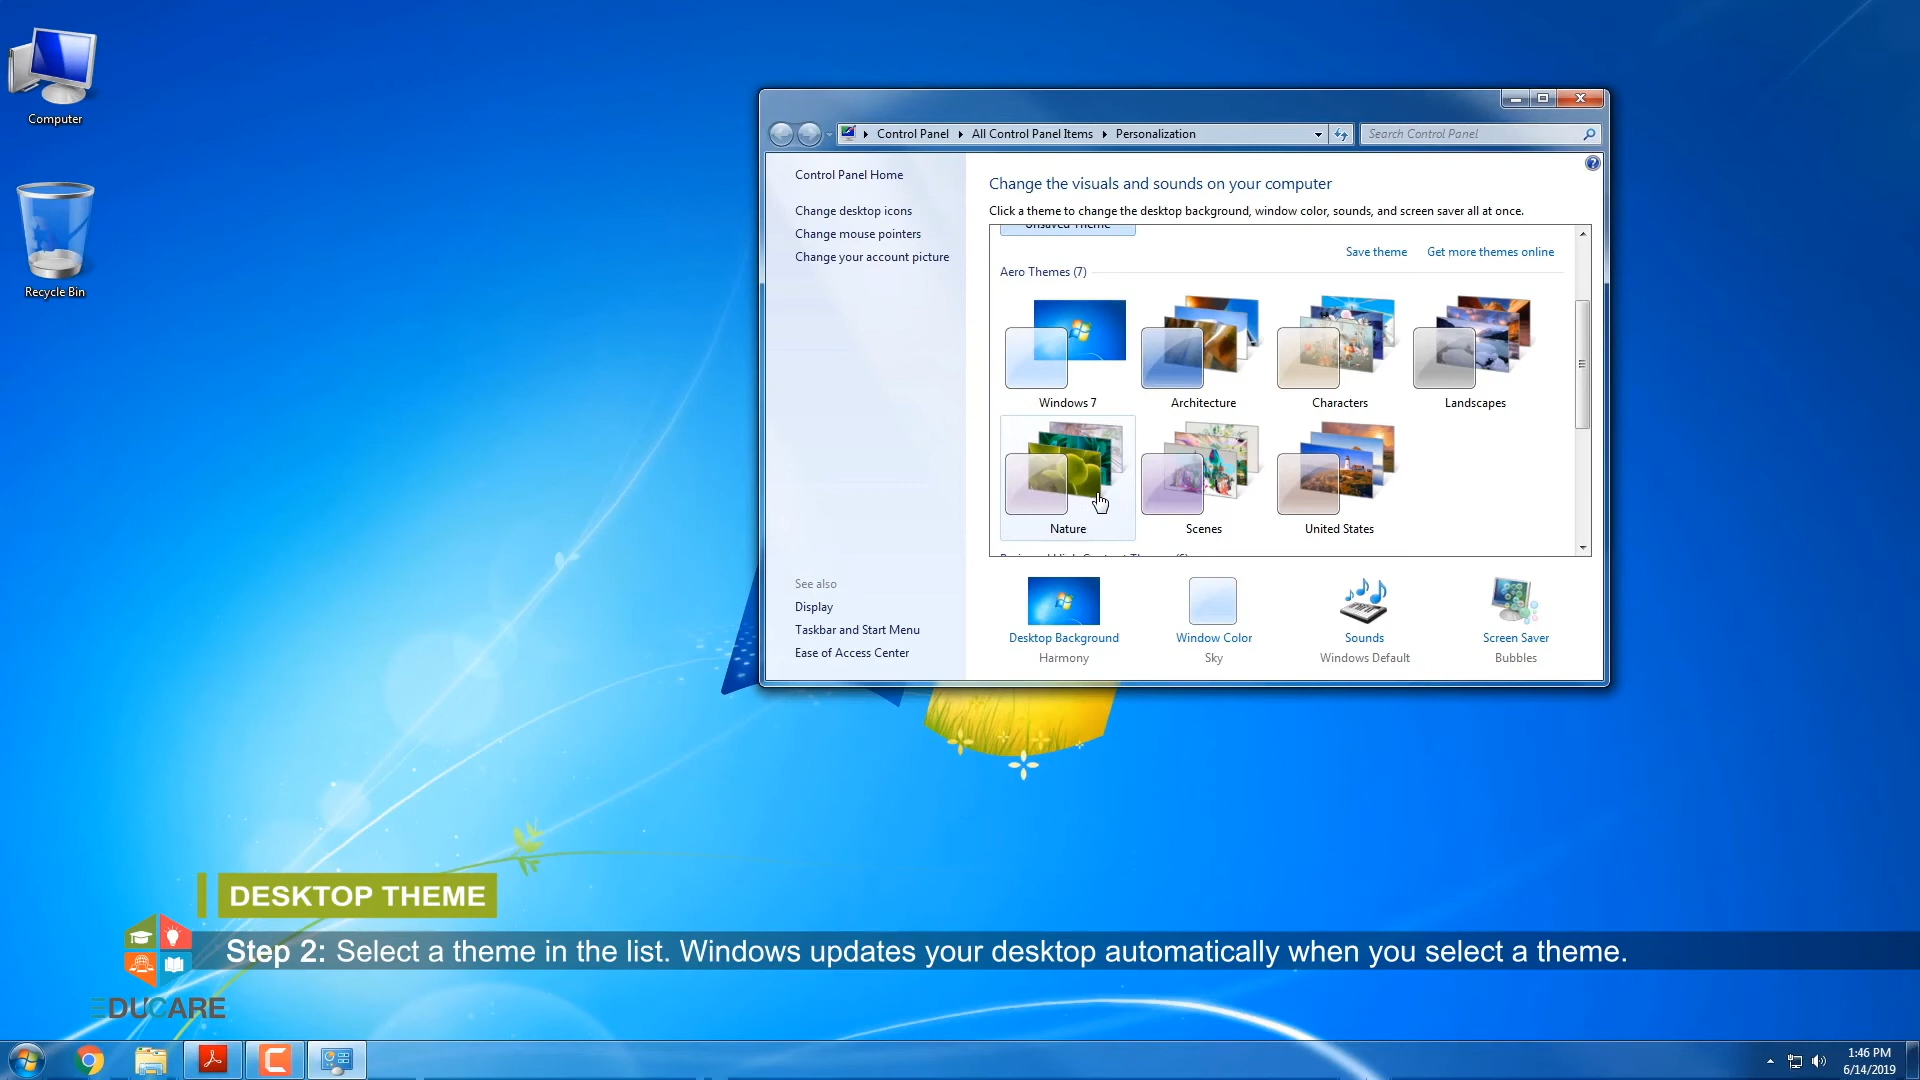 Computer
Recycle Bin
Control Panel
All Control Panel Items
Personalization
Search Control Panel
Control Panel Home
Change desktop icons
Change mouse pointers
Change your account picture
See also
Display
Taskbar and Start Menu
Ease of Access Center
Change the visuals and sounds on your computer
Click a theme to change the desktop background, window color, sounds, and screen saver all at once.
Unsaved Theme
Save theme
Get more themes online
Aero Themes (7)
Windows 7
Architecture
Characters
Landscapes
Nature
Scenes
United States
Desktop Background
Harmony
Window Color
Sky
Sounds
Windows Default
Screen Saver
Bubbles
DESKTOP THEME
Step 2: Select a theme in the list. Windows updates your desktop automatically when you select a theme.
EDUCARE
1:46 PM
6/14/2019